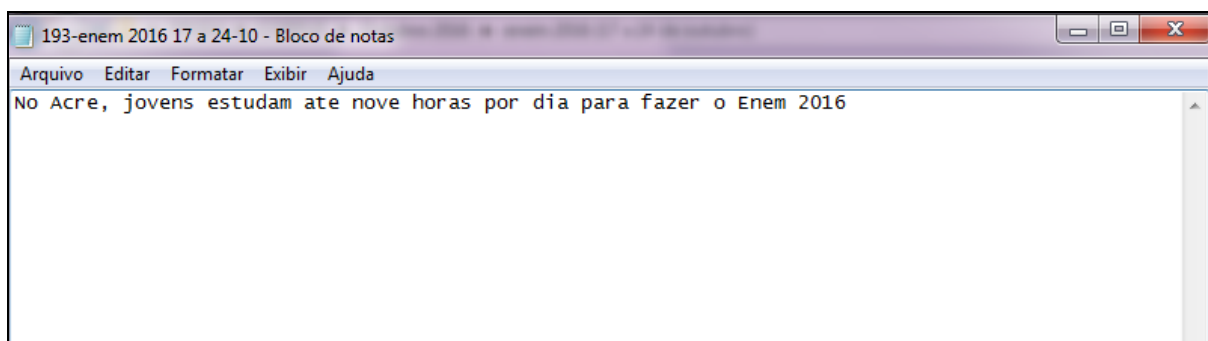 193-enem 2016 17 a 24-10 - Bloco de notas
Arquivo Editar Formatar Exibir Ajuda
No Acre, jovens estudam ate nove horas por dia para fazer o Enem 2016